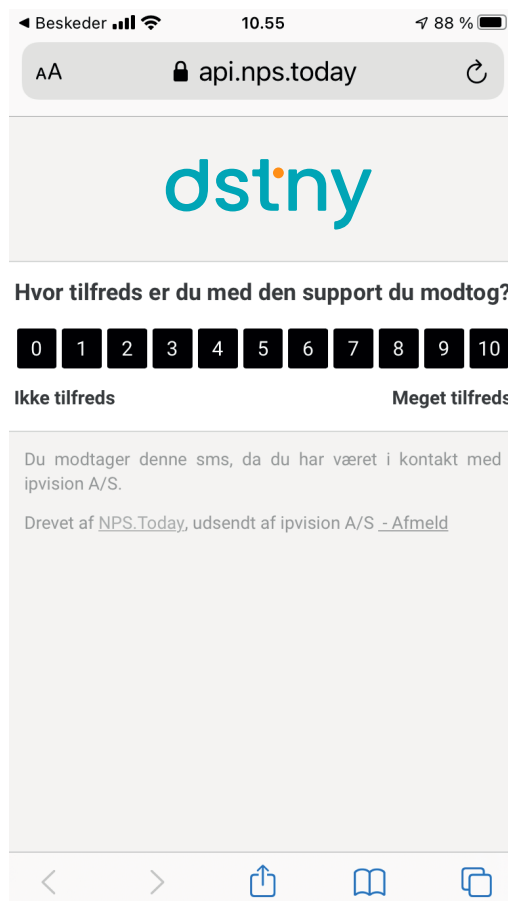 Beskeder 10.55 88 %
AA api.nps.today
dstny
Hvor tilfreds er du med den support du modtog?
0 1 2 3 4 5 6 7 8 9 10
Ikke tilfreds Meget tilfreds
Du modtager denne sms, da du har været i kontakt med
ipvision A/S.
Drevet af NPS.Today, udsendt af ipvision A/S - Afmeld